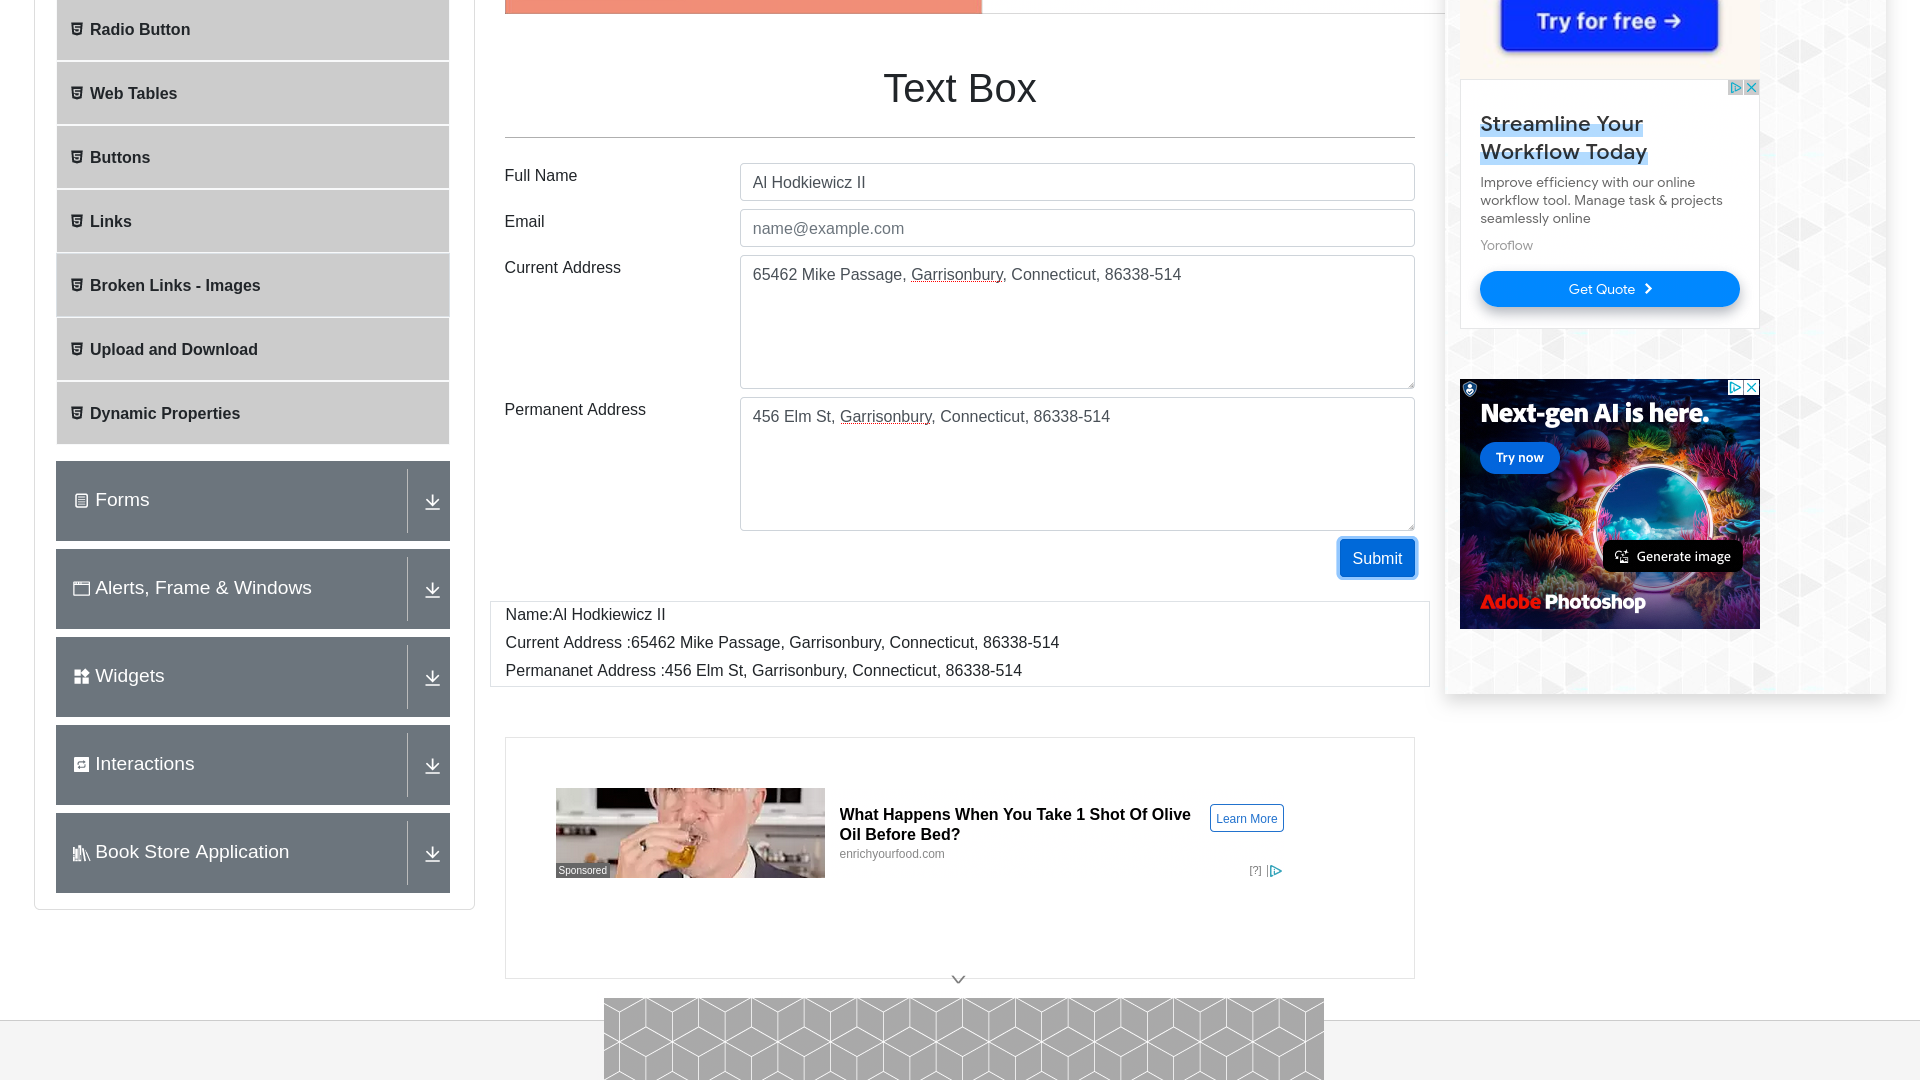 Radio Button
Web Tables
Buttons
Links
Broken Links - Images
Upload and Download
Dynamic Properties
Forms
Alerts, Frame & Windows
Widgets
Interactions
Book Store Application
Text Box
Full Name
Al Hodkiewicz II
Email
name@example.com
Current Address
65462 Mike Passage, Garrisonbury, Connecticut, 86338-514
Permanent Address
456 Elm St, Garrisonbury, Connecticut, 86338-514
Submit
Name:Al Hodkiewicz II
Current Address :65462 Mike Passage, Garrisonbury, Connecticut, 86338-514
Permananet Address :456 Elm St, Garrisonbury, Connecticut, 86338-514
Sponsored
What Happens When You Take 1 Shot Of Olive
Oil Before Bed?
enrichyourfood.com
Learn More
[?]
Try for free →
Streamline Your
Workflow Today
Improve efficiency with our online
workflow tool. Manage task & projects
seamlessly online
Yoroflow
Get Quote
Next-gen AI is here.
Try now
Generate image
Adobe Photoshop